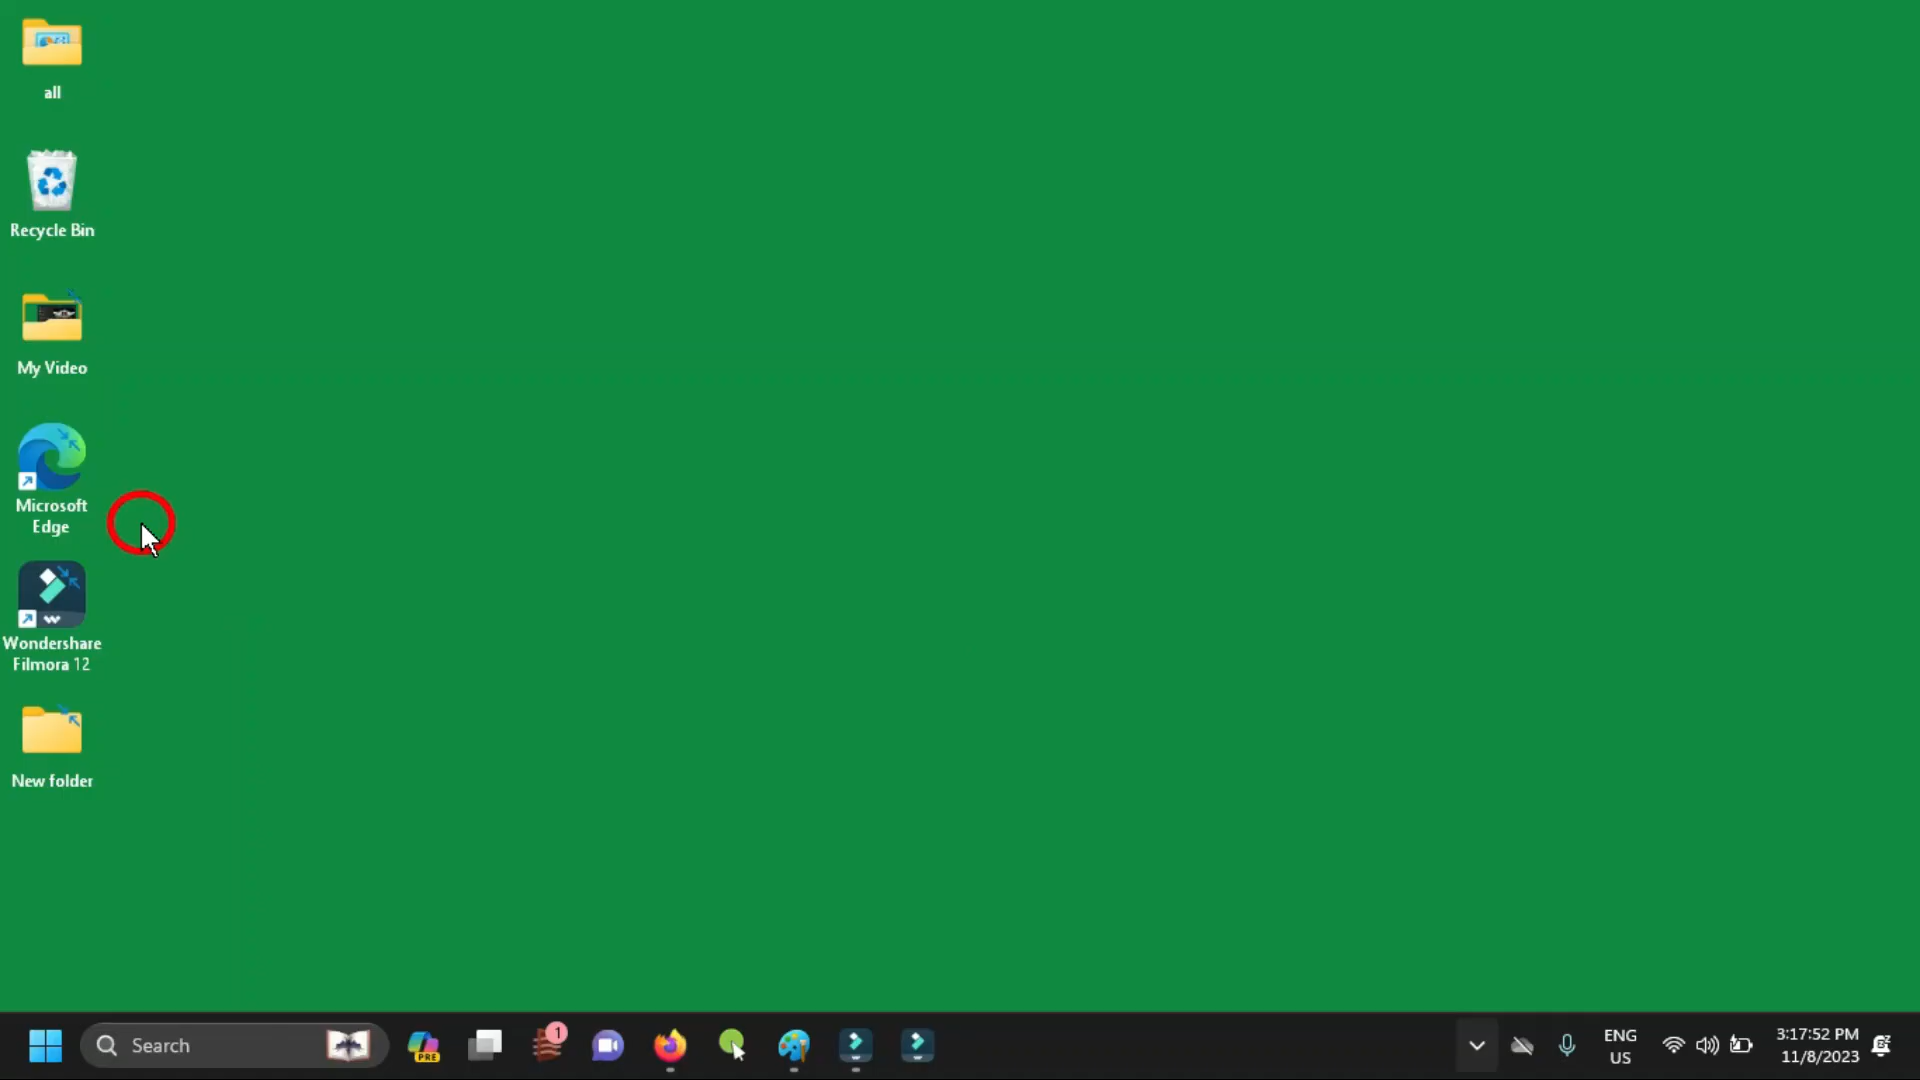 all
Recycle Bin
My Video
Microsoft
Edge
Wondershare
Filmora 12
New folder
Search
PRE
1
ENG
US
3:17:52 PM
11/8/2023